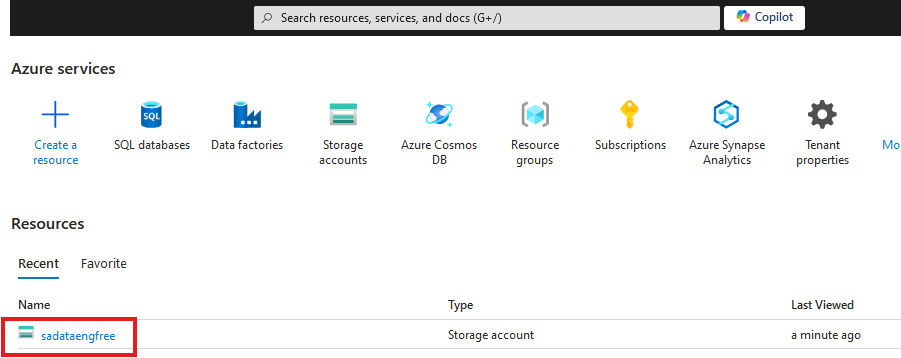 Search resources, services, and docs (G+/)
Copilot
Azure services
Create a resource
SQL databases
Data factories
Storage accounts
Azure Cosmos DB
Resource groups
Subscriptions
Azure Synapse Analytics
Tenant properties
Mo
Resources
Recent
Favorite
Name
Type
Last Viewed
sadataengfree
Storage account
a minute ago